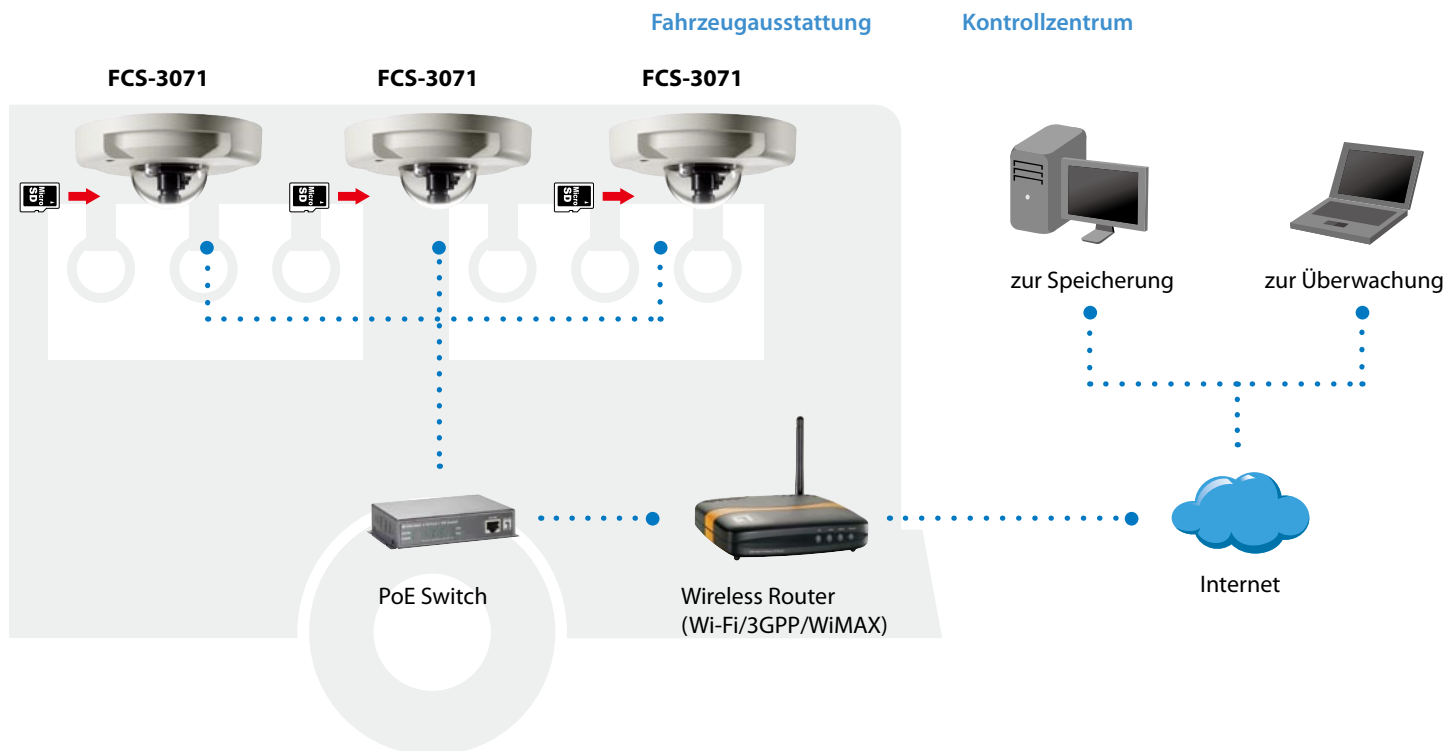 Fahrzeugausstattung
Kontrollzentrum
FCS-3071
FCS-3071
FCS-3071
Micro
SD
Micro
SD
Micro
SD
zur Speicherung
zur Überwachung
PoE Switch
Wireless Router
(Wi-Fi/3GPP/WiMAX)
Internet